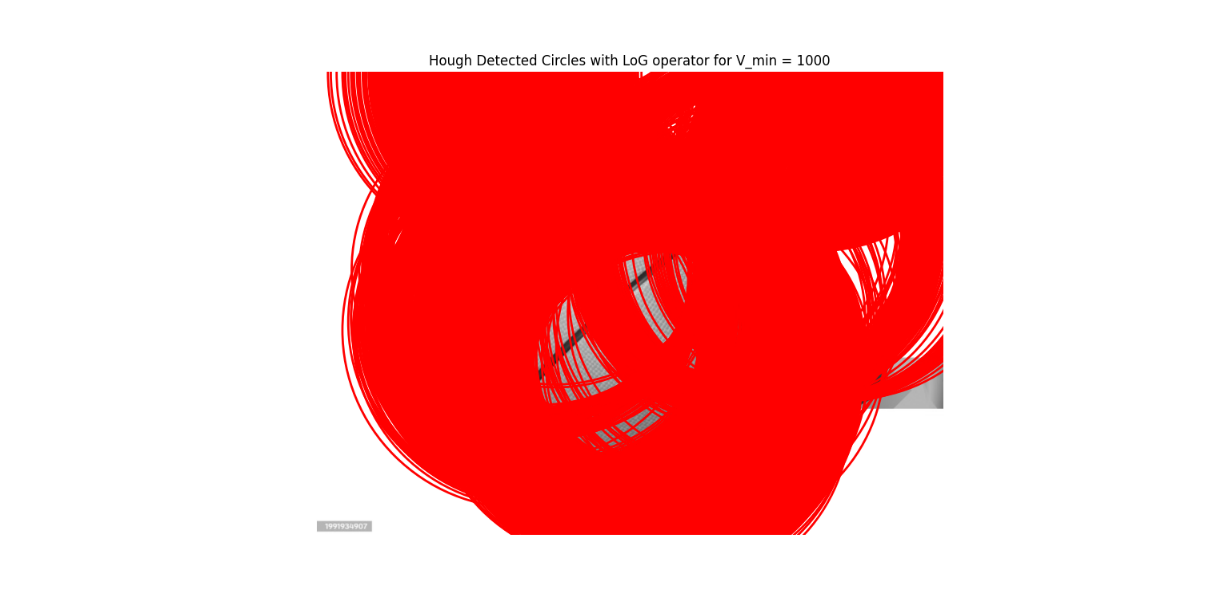 Hough Detected Circles with LoG operator for V_min = 1000
1991934907